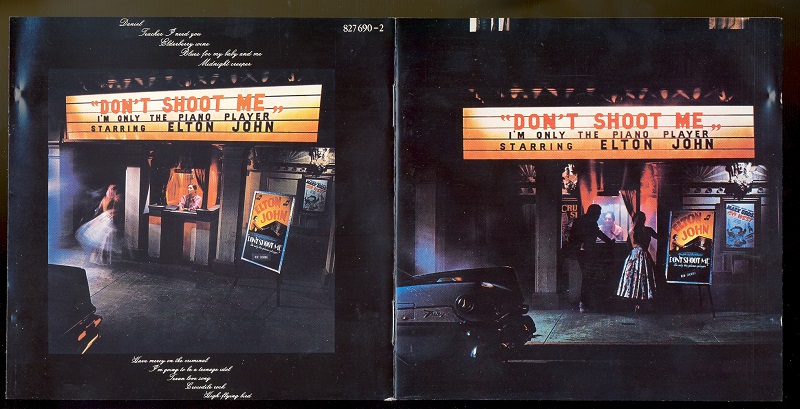 Daniel
Teacher I need you
Elderberry wine
Blues for my baby and me
Midnight creeper
827 690-2
"DON'T SHOOT ME„
I'M ONLY THE PIANO PLAYER
STARRING ELTON JOHN
ELTON
JOHN
DON'T SHOOT ME
Have mercy on the criminal
I'm going to be a teenage idol
Texan love song
Crocodile rock
High flying bird
"DON'T SHOOT ME„
I'M ONLY THE PIANO PLAYER
STARRING ELTON JOHN
ELTON
JOHN
DON'T SHOOT ME